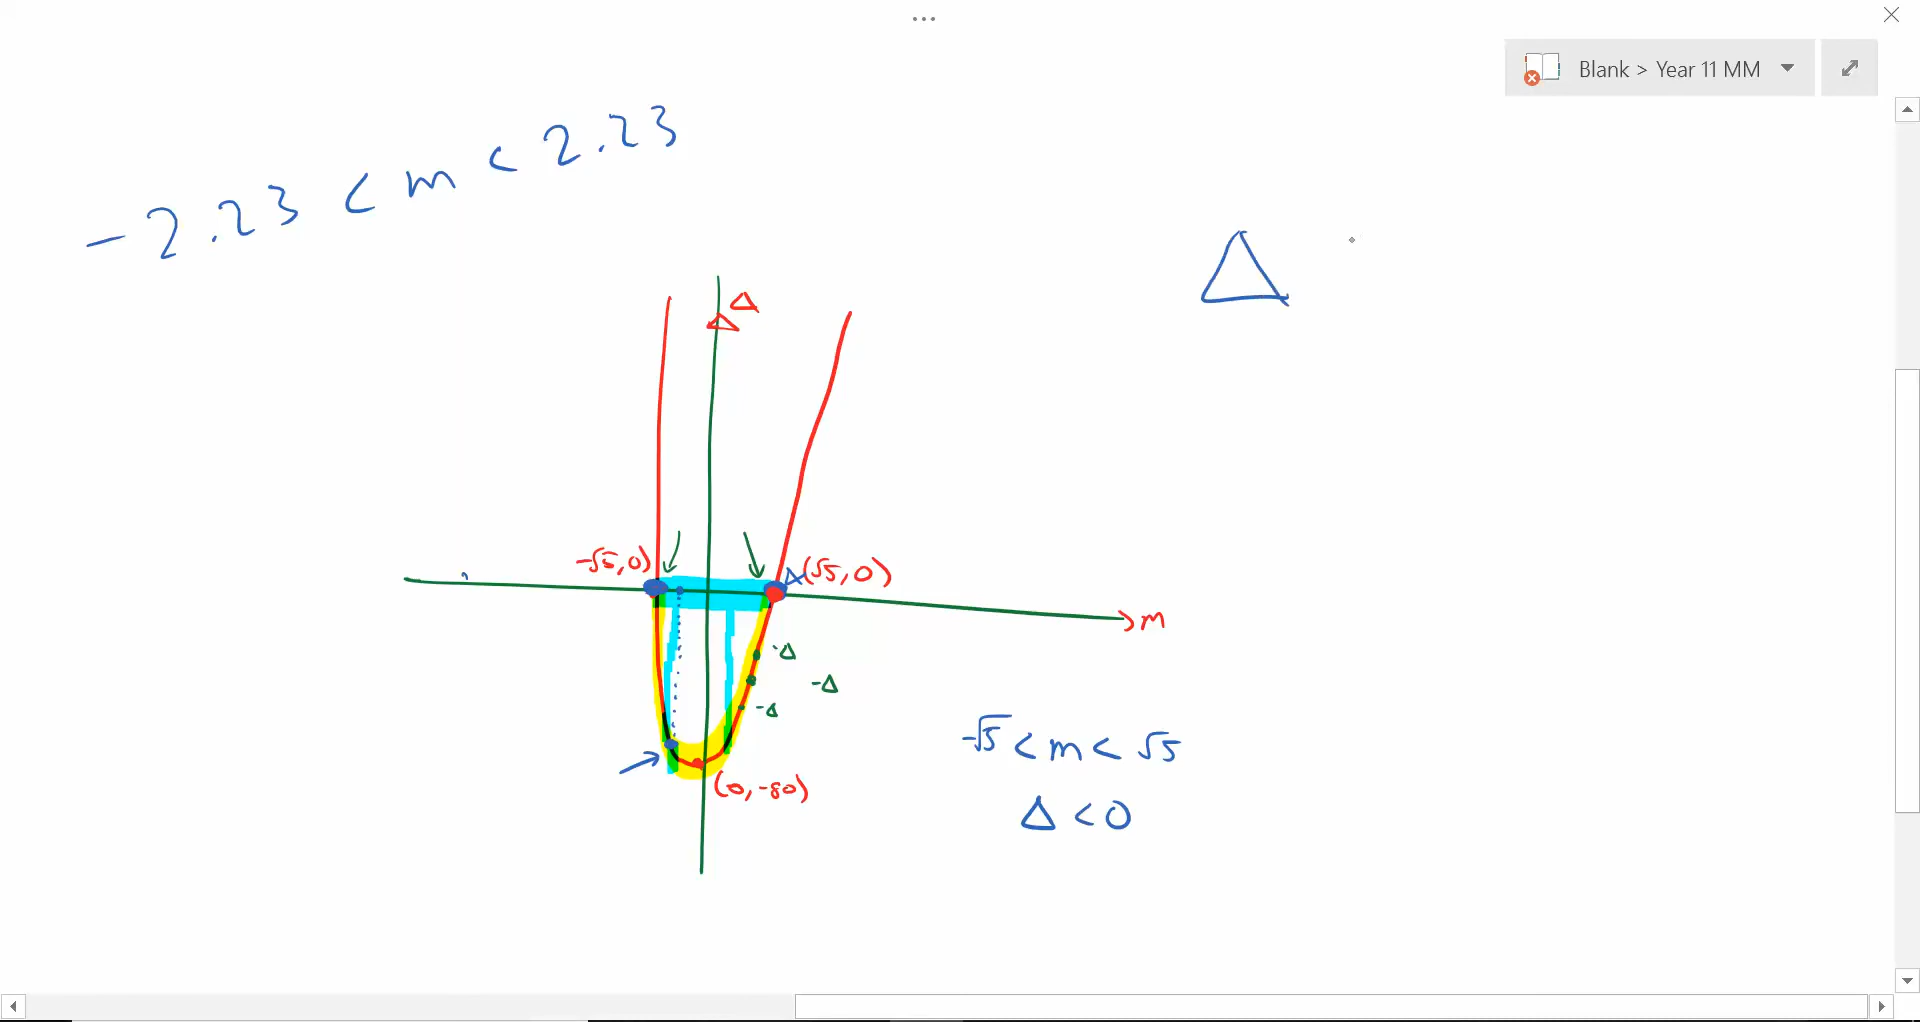 ...
Blank > Year 11 MM
-2.23 < m < 2.23
Δ
Δ
Δ
-√5, 0)
Δ(√5, 0)
m
-Δ
-Δ
-Δ
(0, -80)
-√5 < m < √5
Δ < 0